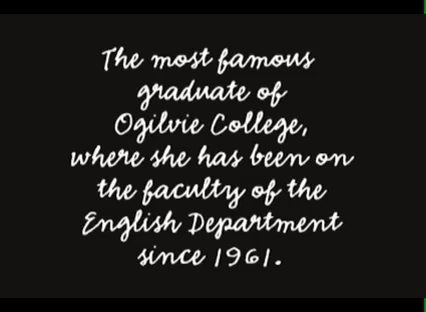 The most famous
graduate of
Ogilvie College,
where she has been on
the faculty of the
English Department
since 1961.